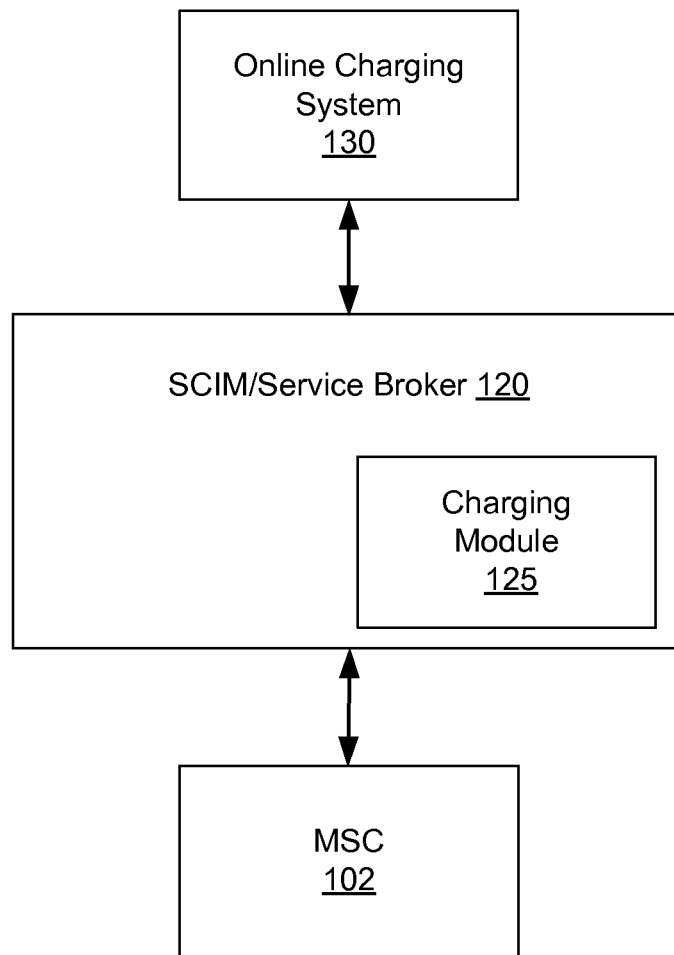 Online Charging
System
130
SCIM/Service Broker 120
Charging
Module
125
MSC
102